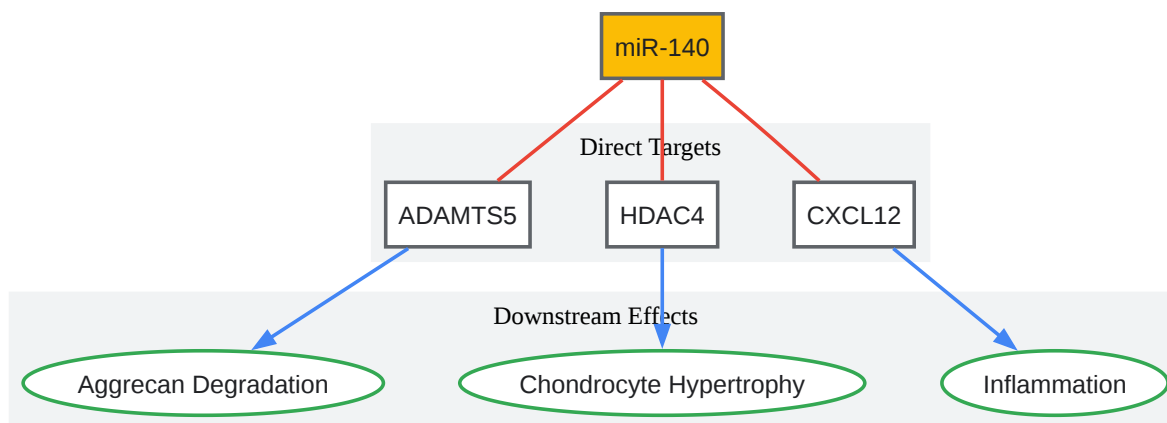 miR-140
Direct Targets
ADAMTS5
HDAC4
CXCL12
Downstream Effects
Aggrecan Degradation
Chondrocyte Hypertrophy
Inflammation